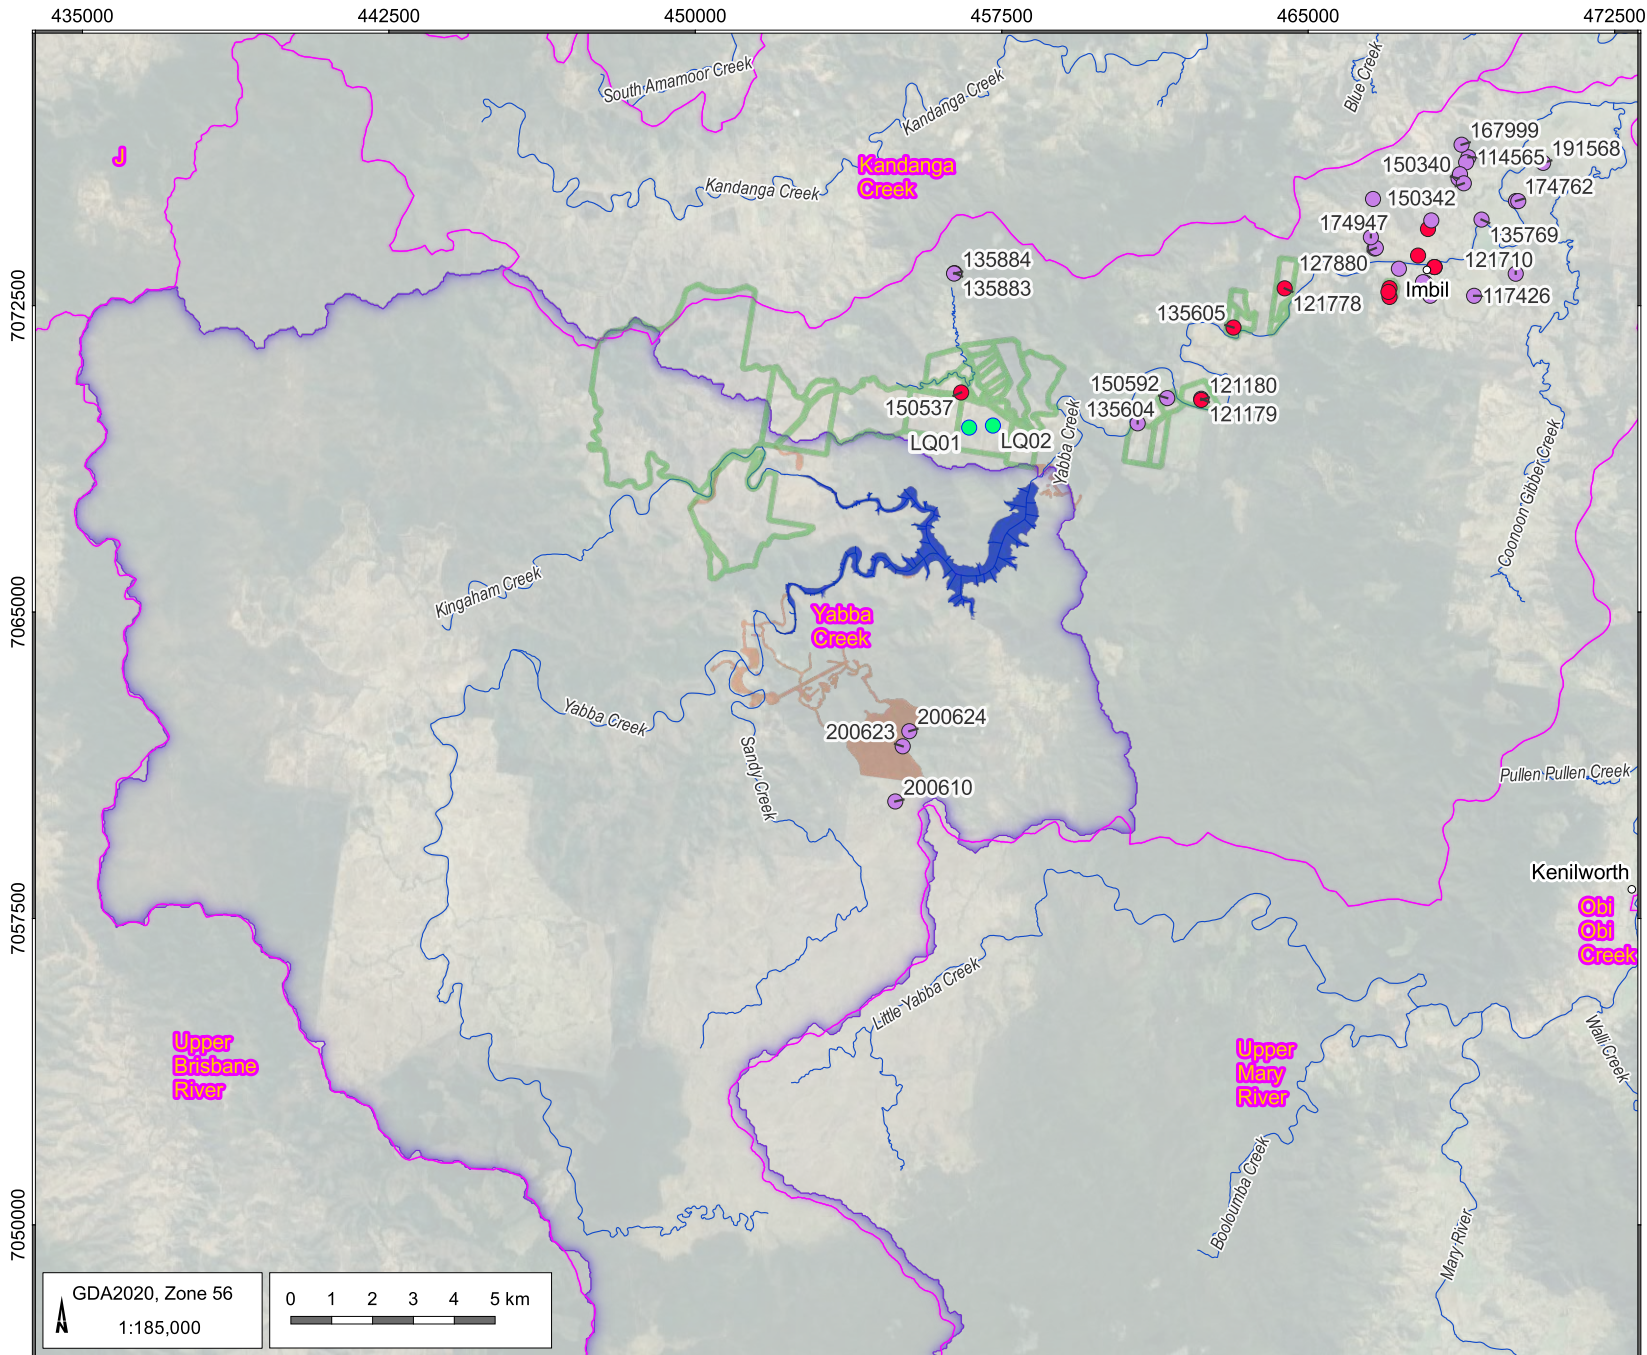 435000
442500
450000
457500
465000
472500
South Amamoor Creek
Kandanga Creek
Blue Creek
J
Kandanga
Creek
Kandanga Creek
167999
114565
191568
150340
174762
150342
174947
135769
135884
135883
127880
121710
Imbil
117426
7072500
121778
135605
150592
121180
135604
121179
150537
LQ01
LQ02
Yabba Creek
Coonoon Gibber Creek
Kingaham Creek
7065000
Yabba
Creek
Yabba Creek
200624
200623
Sandy Creek
200610
Pullen Pullen Creek
Kenilworth
7057500
Obi
Obi
Creek
Little Yabba Creek
Walli Creek
Upper
Brisbane
River
Upper
Mary
River
Booloumba Creek
Mary River
7050000
GDA2020, Zone 56
N
1:185,000
0 1 2 3 4 5 km